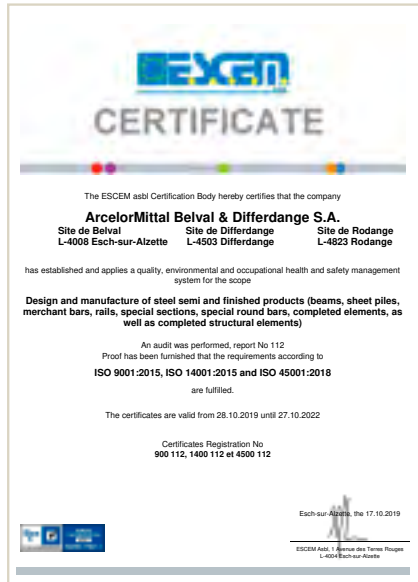 ESCEM
CERTIFICATE
The ESCEM asbl Certification Body hereby certifies that the company
ArcelorMittal Belval & Differdange S.A.
Site de Belval Site de Differdange Site de Rodange
L-4008 Esch-sur-Alzette L-4503 Differdange L-4823 Rodange
has established and applies a quality, environmental and occupational health and safety management
system for the scope
Design and manufacture of steel semi and finished products (beams, sheet piles,
merchant bars, rails, special sections, special round bars, completed elements, as
well as completed structural elements)
An audit was performed, report No 112
Proof has been furnished that the requirements according to
ISO 9001:2015, ISO 14001:2015 and ISO 45001:2018
are fulfilled.
The certificates are valid from 28.10.2019 until 27.10.2022
Certificates Registration No
900 112, 1400 112 et 4500 112
Esch-sur-Alzette, the 17.10.2019
ESCEM Asbl, 1 Avenue des Terres Rouges
L-4004 Esch-sur-Alzette